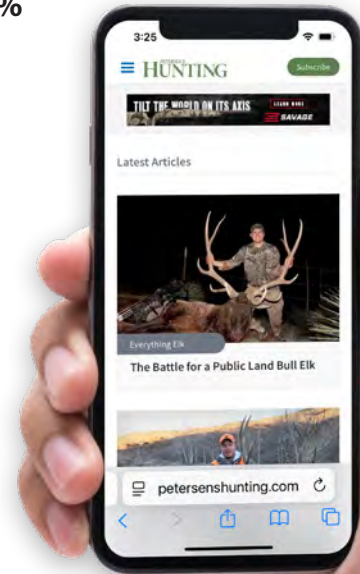 %
3:25
PETERSEN'S
HUNTING
Subscribe
TILT THE WORLD ON ITS AXIS
LEARN MORE
SAVAGE
Latest Articles
Everything Elk
The Battle for a Public Land Bull Elk
petersenshunting.com